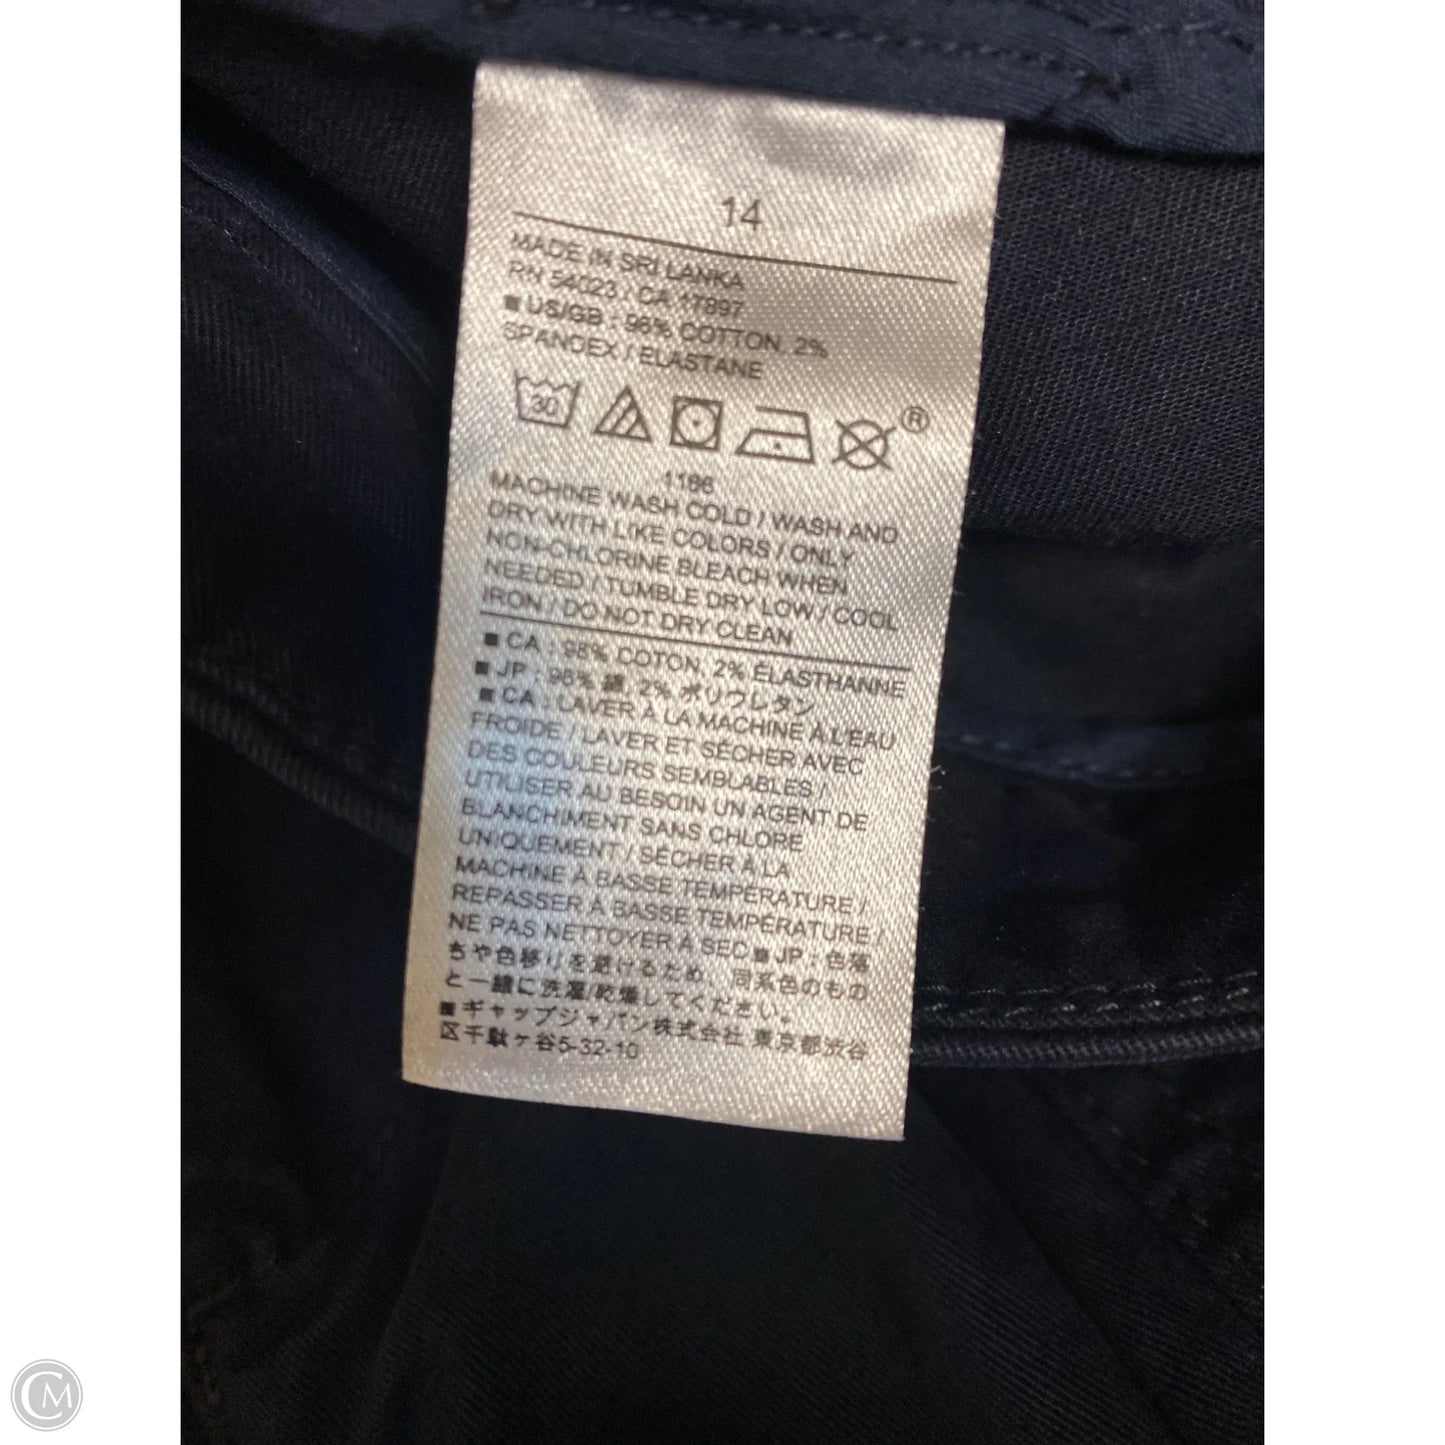 14
MADE IN SRI LANKA
RN 54023 : CA 17897
■ US/GB : 98% COTTON, 2%
SPANDEX / ELASTANE
30
®
1186
MACHINE WASH COLD / WASH AND
DRY WITH LIKE COLORS / ONLY
NON-CHLORINE BLEACH WHEN
NEEDED / TUMBLE DRY LOW / COOL
IRON / DO NOT DRY CLEAN
■ CA : 98% COTON, 2% ÉLASTHANNE
■ JP : 98% 綿, 2% ポリウレタン
■ CA : LAVER À LA MACHINE À L'EAU
FROIDE / LAVER ET SÉCHER AVEC
DES COULEURS SEMBLABLES /
UTILISER AU BESOIN UN AGENT DE
BLANCHIMENT SANS CHLORE
UNIQUEMENT / SÉCHER À LA
MACHINE À BASSE TEMPÉRATURE /
REPASSER À BASSE TEMPÉRATURE /
NE PAS NETTOYER À SEC ■ JP : 色落
ちや色移りを避けるため、同系色のもの
と一緒に洗濯/乾燥してください。
■ ギャップジャパン株式会社 東京都渋谷
区千駄ヶ谷5-32-10
CM